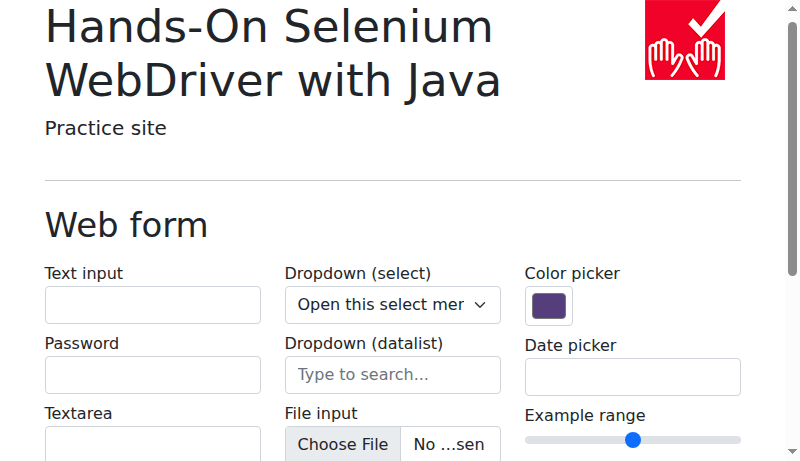 Hands-On Selenium
WebDriver with Java
Practice site
Web form
Text input
Dropdown (select)
Color picker
Open this select mer
Password
Dropdown (datalist)
Date picker
Type to search...
Textarea
File input
Example range
Choose File
No ...sen